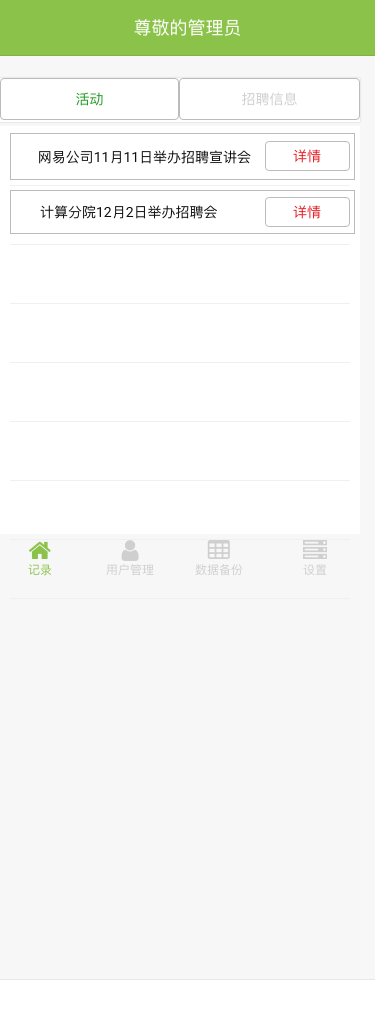 尊敬的管理员
活动 招聘信息
网易公司11月11日举办招聘宣讲会 详情
计算分院12月2日举办招聘会 详情
记录 用户管理 数据备份 设置